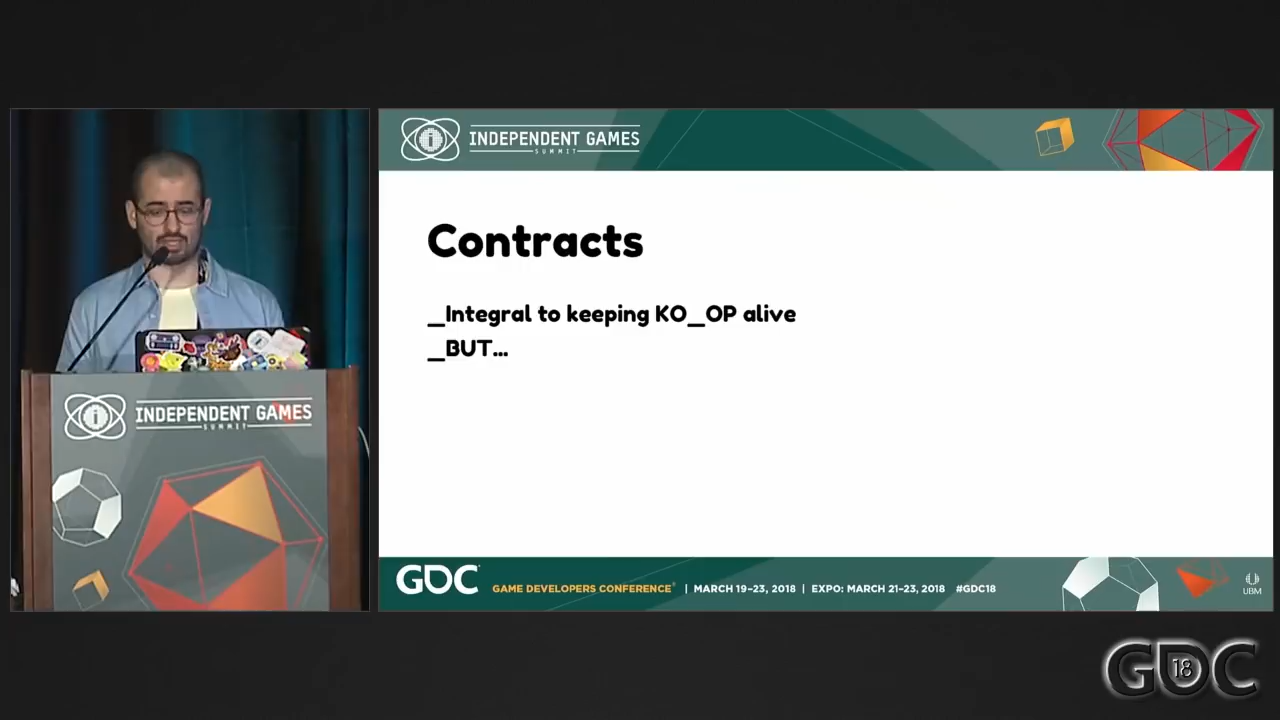 INDEPENDENT GAMES
SUMMIT
Contracts
_Integral to keeping KO_OP alive
_BUT...
INDEPENDENT GAMES
SUMMIT
GDC GAME DEVELOPERS CONFERENCE® | MARCH 19–23, 2018 | EXPO: MARCH 21–23, 2018 #GDC18
UBM
GDC
18